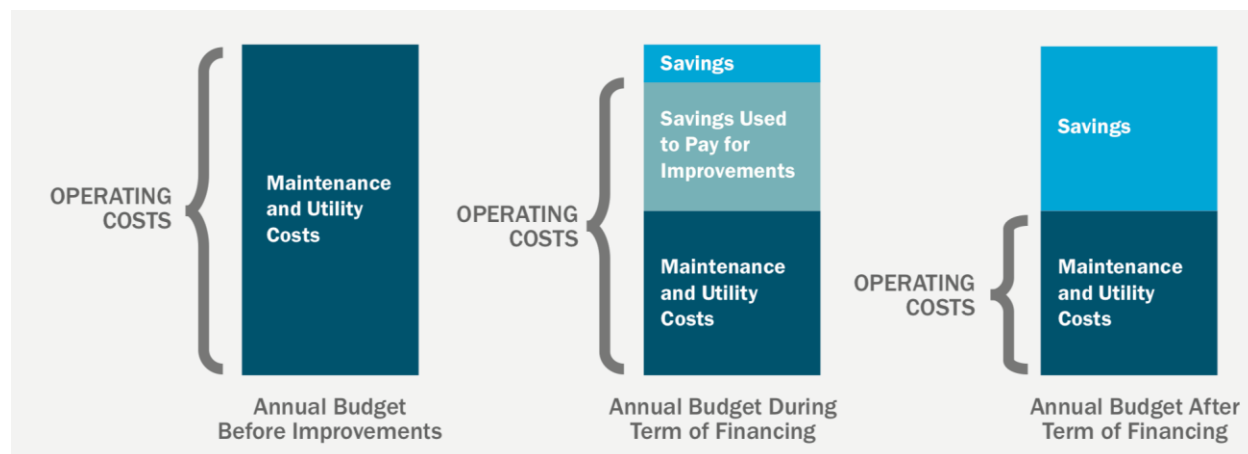 OPERATING
COSTS
Maintenance
and Utility
Costs
Annual Budget
Before Improvements
OPERATING
COSTS
Savings
Savings Used
to Pay for
Improvements
Maintenance
and Utility
Costs
Annual Budget During
Term of Financing
OPERATING
COSTS
Savings
Maintenance
and Utility
Costs
Annual Budget After
Term of Financing